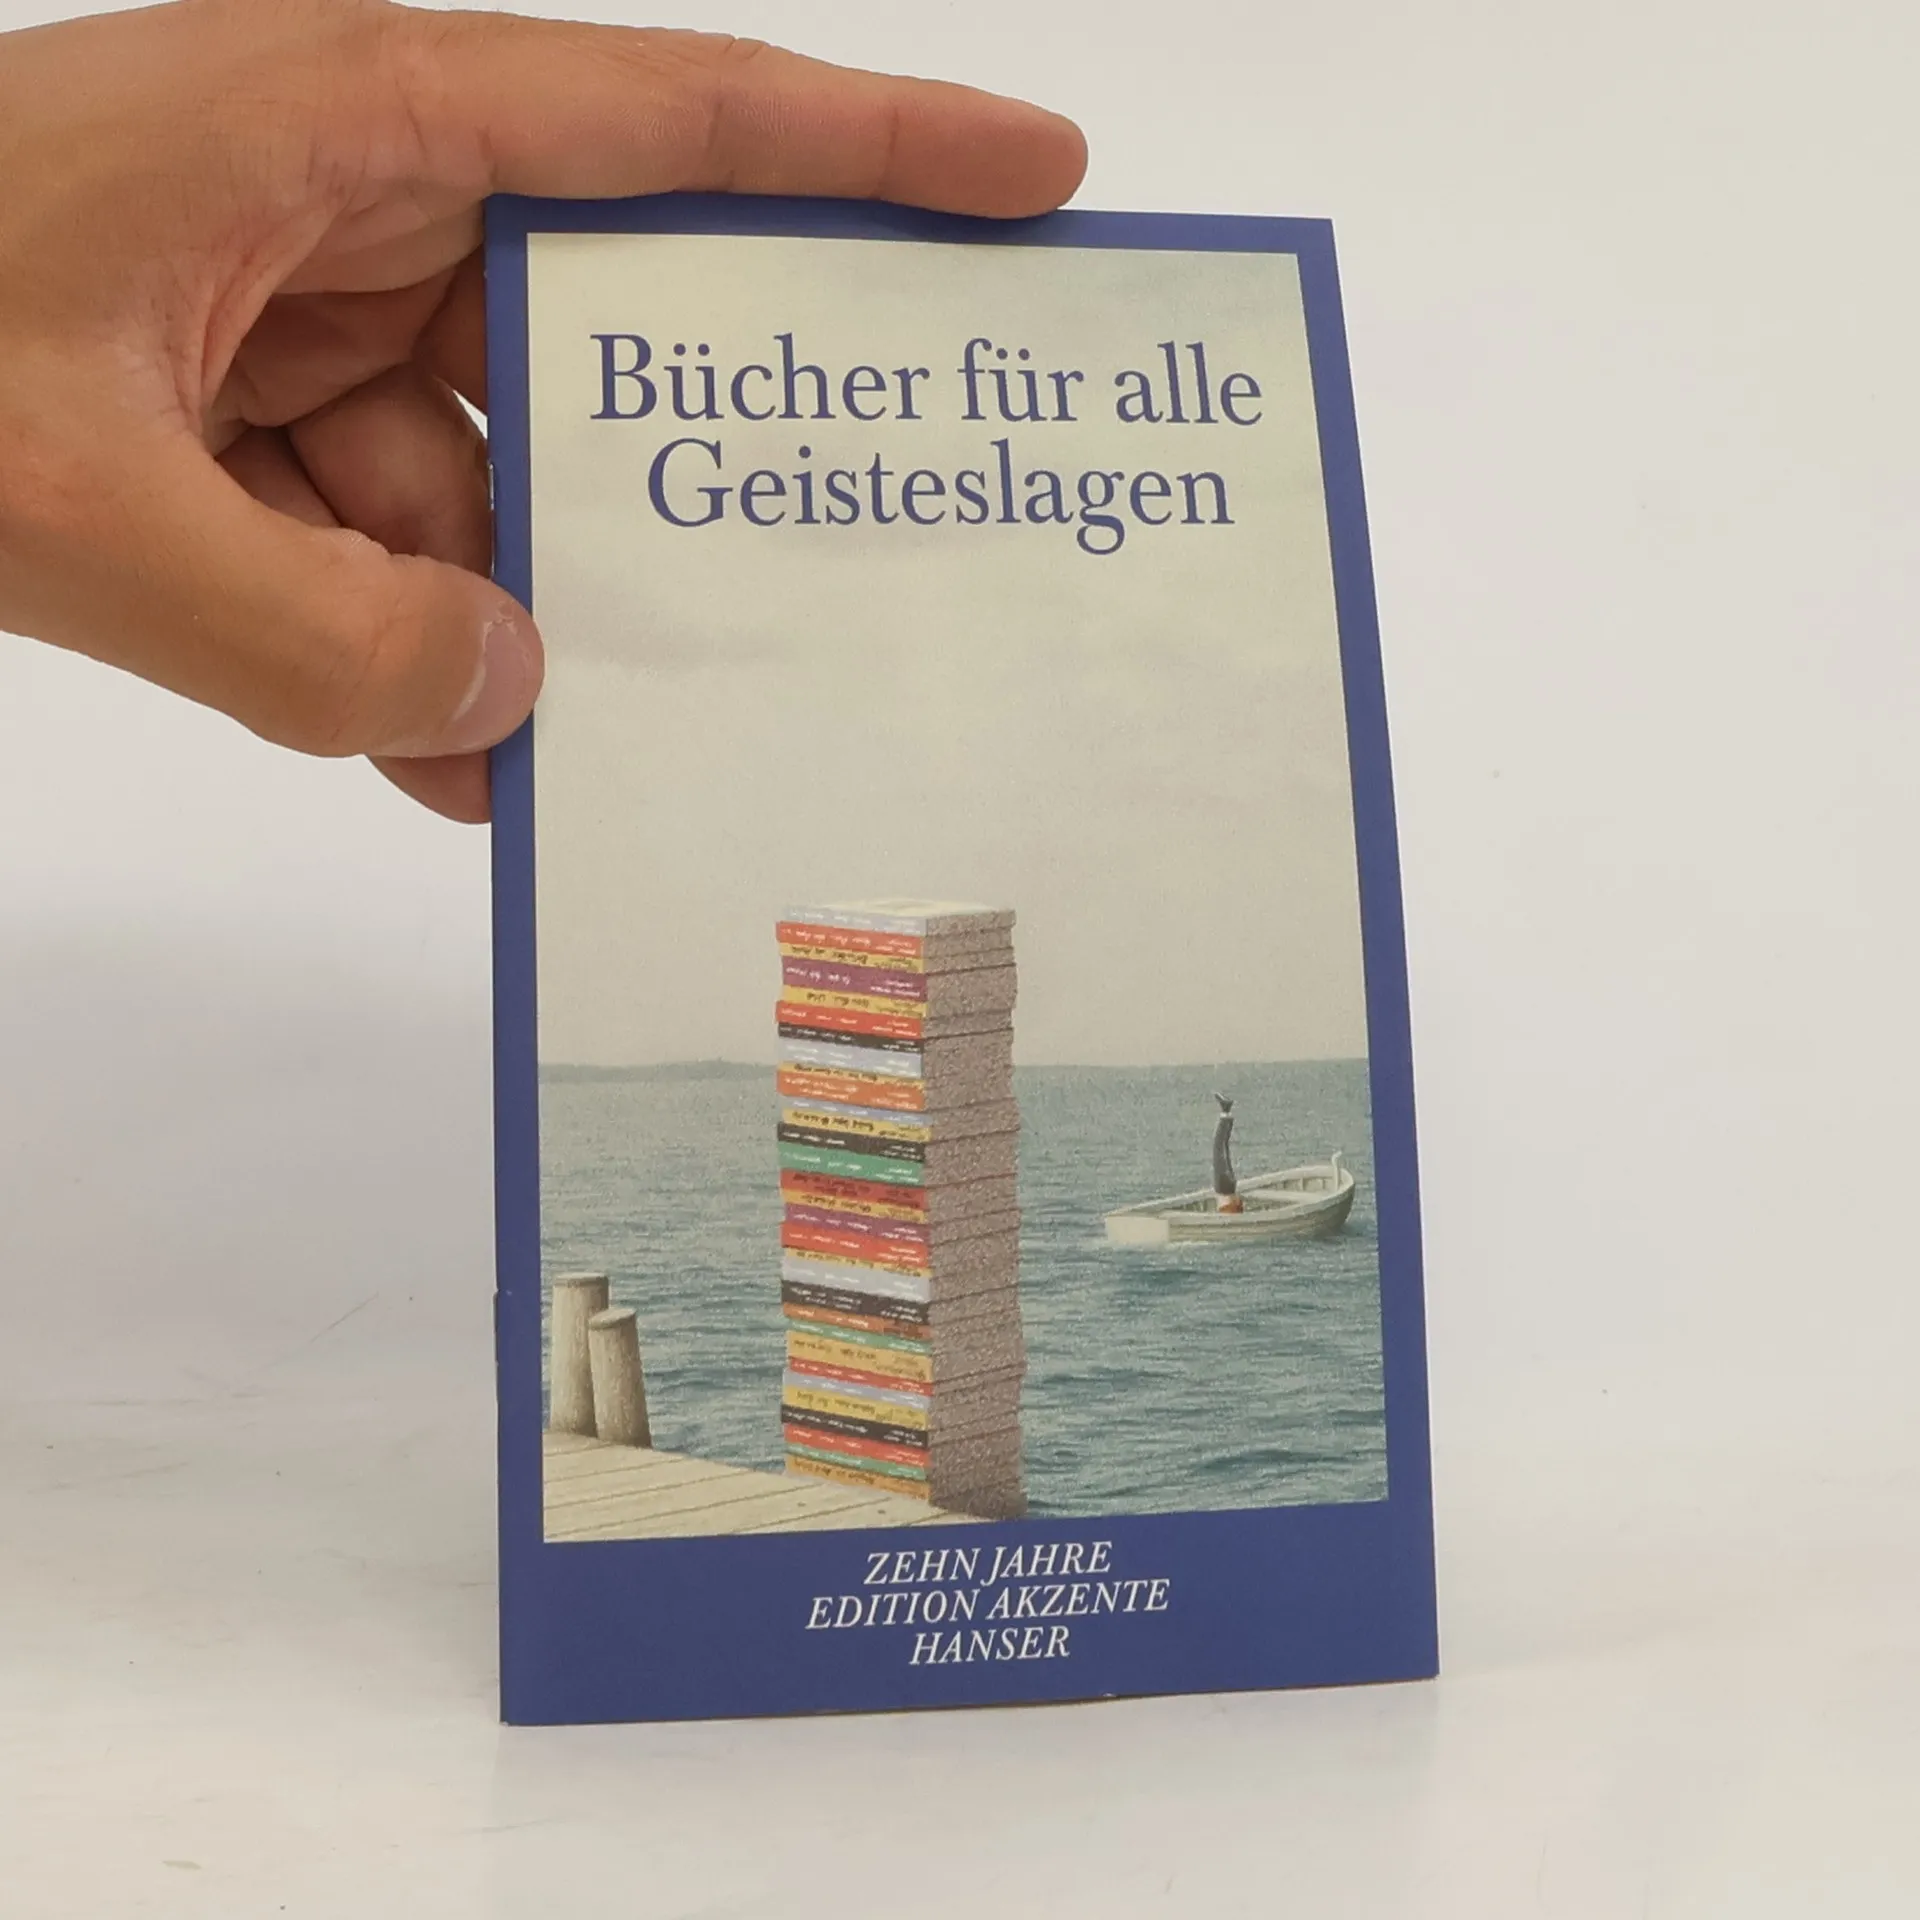 Bücher für alle
Geisteslagen
ZEHN JAHRE
EDITION AKZENTE
HANSER